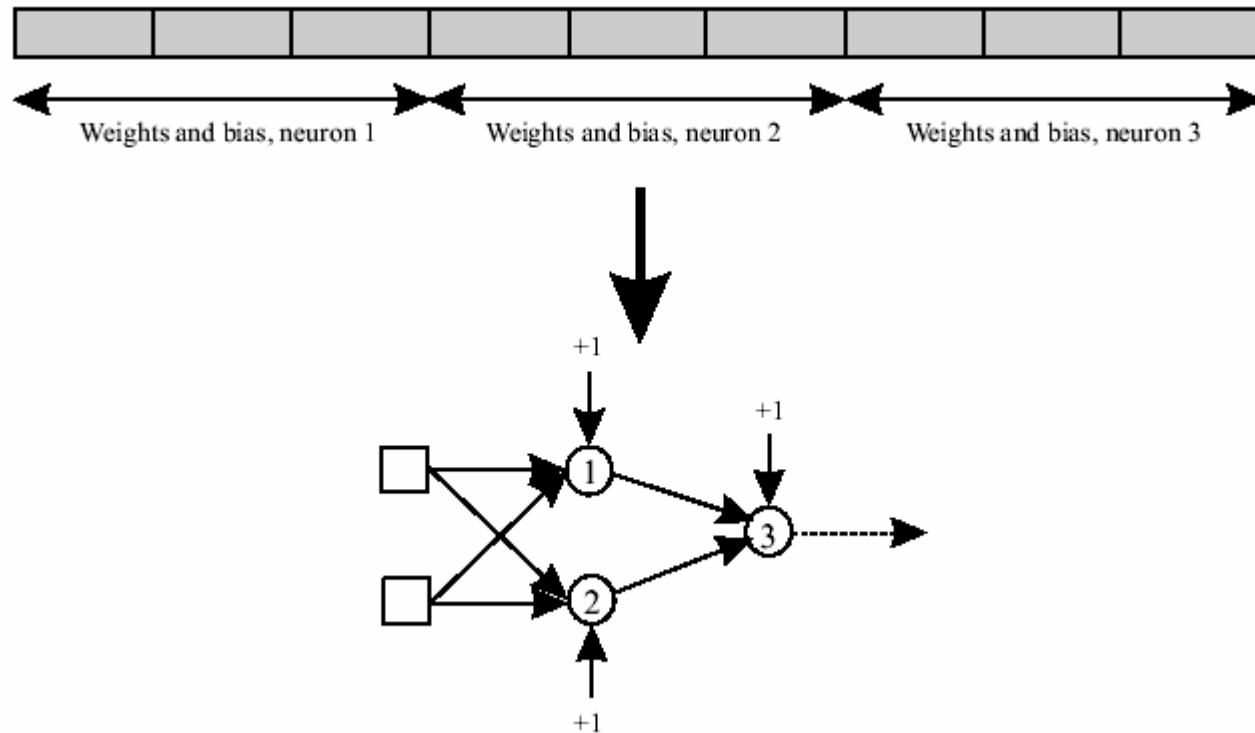 Weights and bias, neuron 1
Weights and bias, neuron 2
Weights and bias, neuron 3
+1
+1
1
3
2
+1